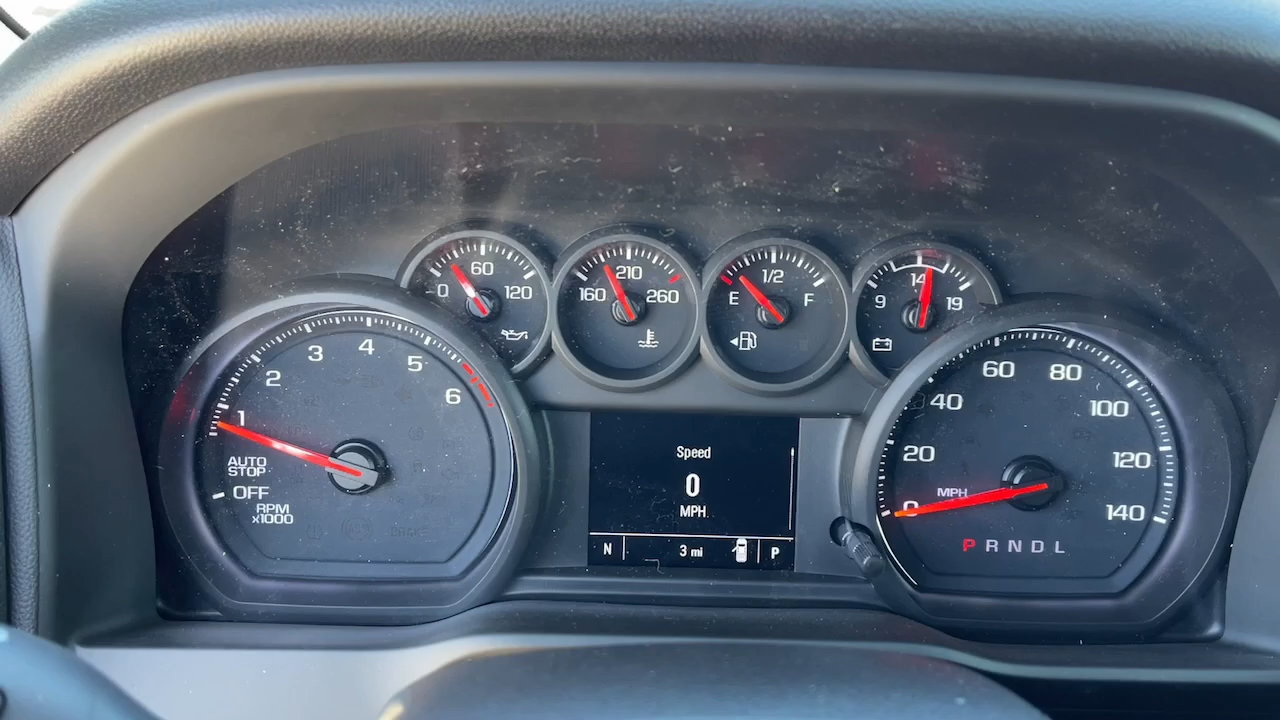 0 60 120
160 210 260
E 1/2 F
9 14 19
1 2 3 4 5 6
AUTO
STOP
OFF
RPM
x1000
Speed
0
MPH
N 3 mi P
0 20 40 60 80 100 120 140
MPH
P R N D L